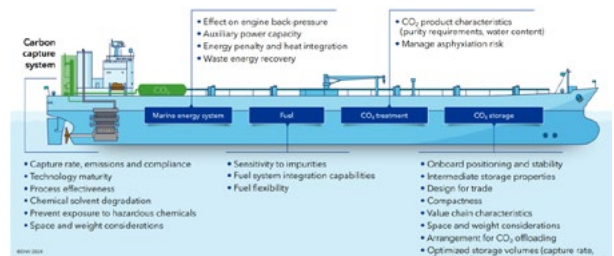 Carbon
capture
system
• Effect on engine back-pressure
• Auxiliary power capacity
• Energy penalty and heat integration
• Waste energy recovery
• CO₂ product characteristics
(purity requirements, water content)
• Manage asphyxiation risk
CO₂
Marine energy system
Fuel
CO₂ treatment
CO₂ storage
• Capture rate, emissions and compliance
• Technology maturity
• Process effectiveness
• Chemical solvent degradation
• Prevent exposure to hazardous chemicals
• Space and weight considerations
• Sensitivity to impurities
• Fuel system integration capabilities
• Fuel flexibility
• Onboard positioning and stability
• Intermediate storage properties
• Design for trade
• Compactness
• Value chain characteristics
• Space and weight considerations
• Arrangement for CO₂ offloading
• Optimized storage volumes (capture rate,
©DNV 2024